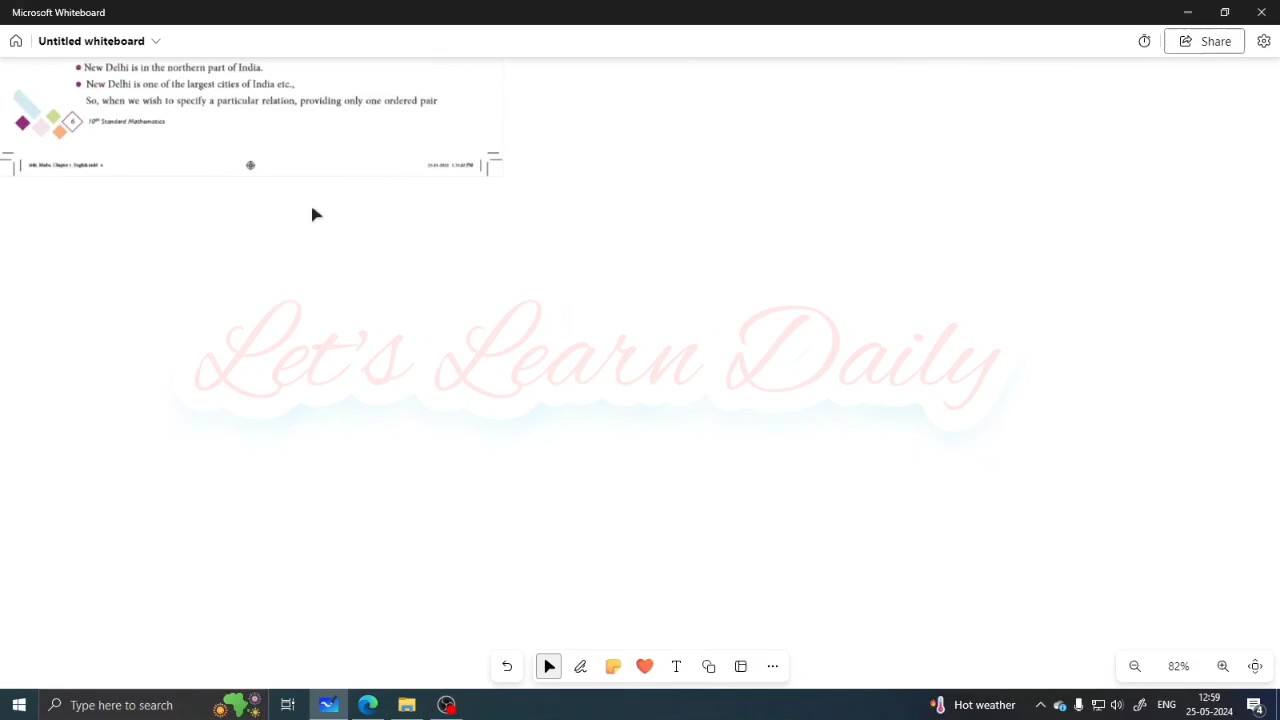 Microsoft Whiteboard
Untitled whiteboard
Share
New Delhi is in the northern part of India.
New Delhi is one of the largest cities of India etc.,
So, when we wish to specify a particular relation, providing only one ordered pair
6 10th Standard Mathematics
Let's Learn Daily
82%
Type here to search
Hot weather
ENG
12:59
25-05-2024
4